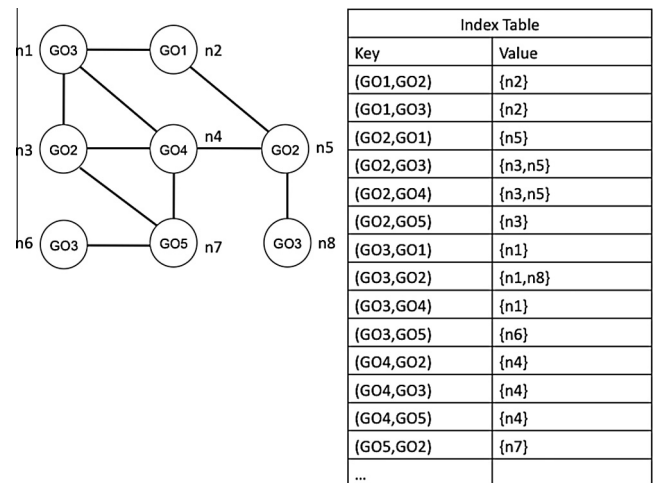 n1 GO3 GO1 n2
n3 GO2 GO4 n4 GO2 n5
n6 GO3 GO5 n7 GO3 n8
Index Table
Key Value
(GO1,GO2) {n2}
(GO1,GO3) {n2}
(GO2,GO1) {n5}
(GO2,GO3) {n3,n5}
(GO2,GO4) {n3,n5}
(GO2,GO5) {n3}
(GO3,GO1) {n1}
(GO3,GO2) {n1,n8}
(GO3,GO4) {n1}
(GO3,GO5) {n6}
(GO4,GO2) {n4}
(GO4,GO3) {n4}
(GO4,GO5) {n4}
(GO5,GO2) {n7}
...